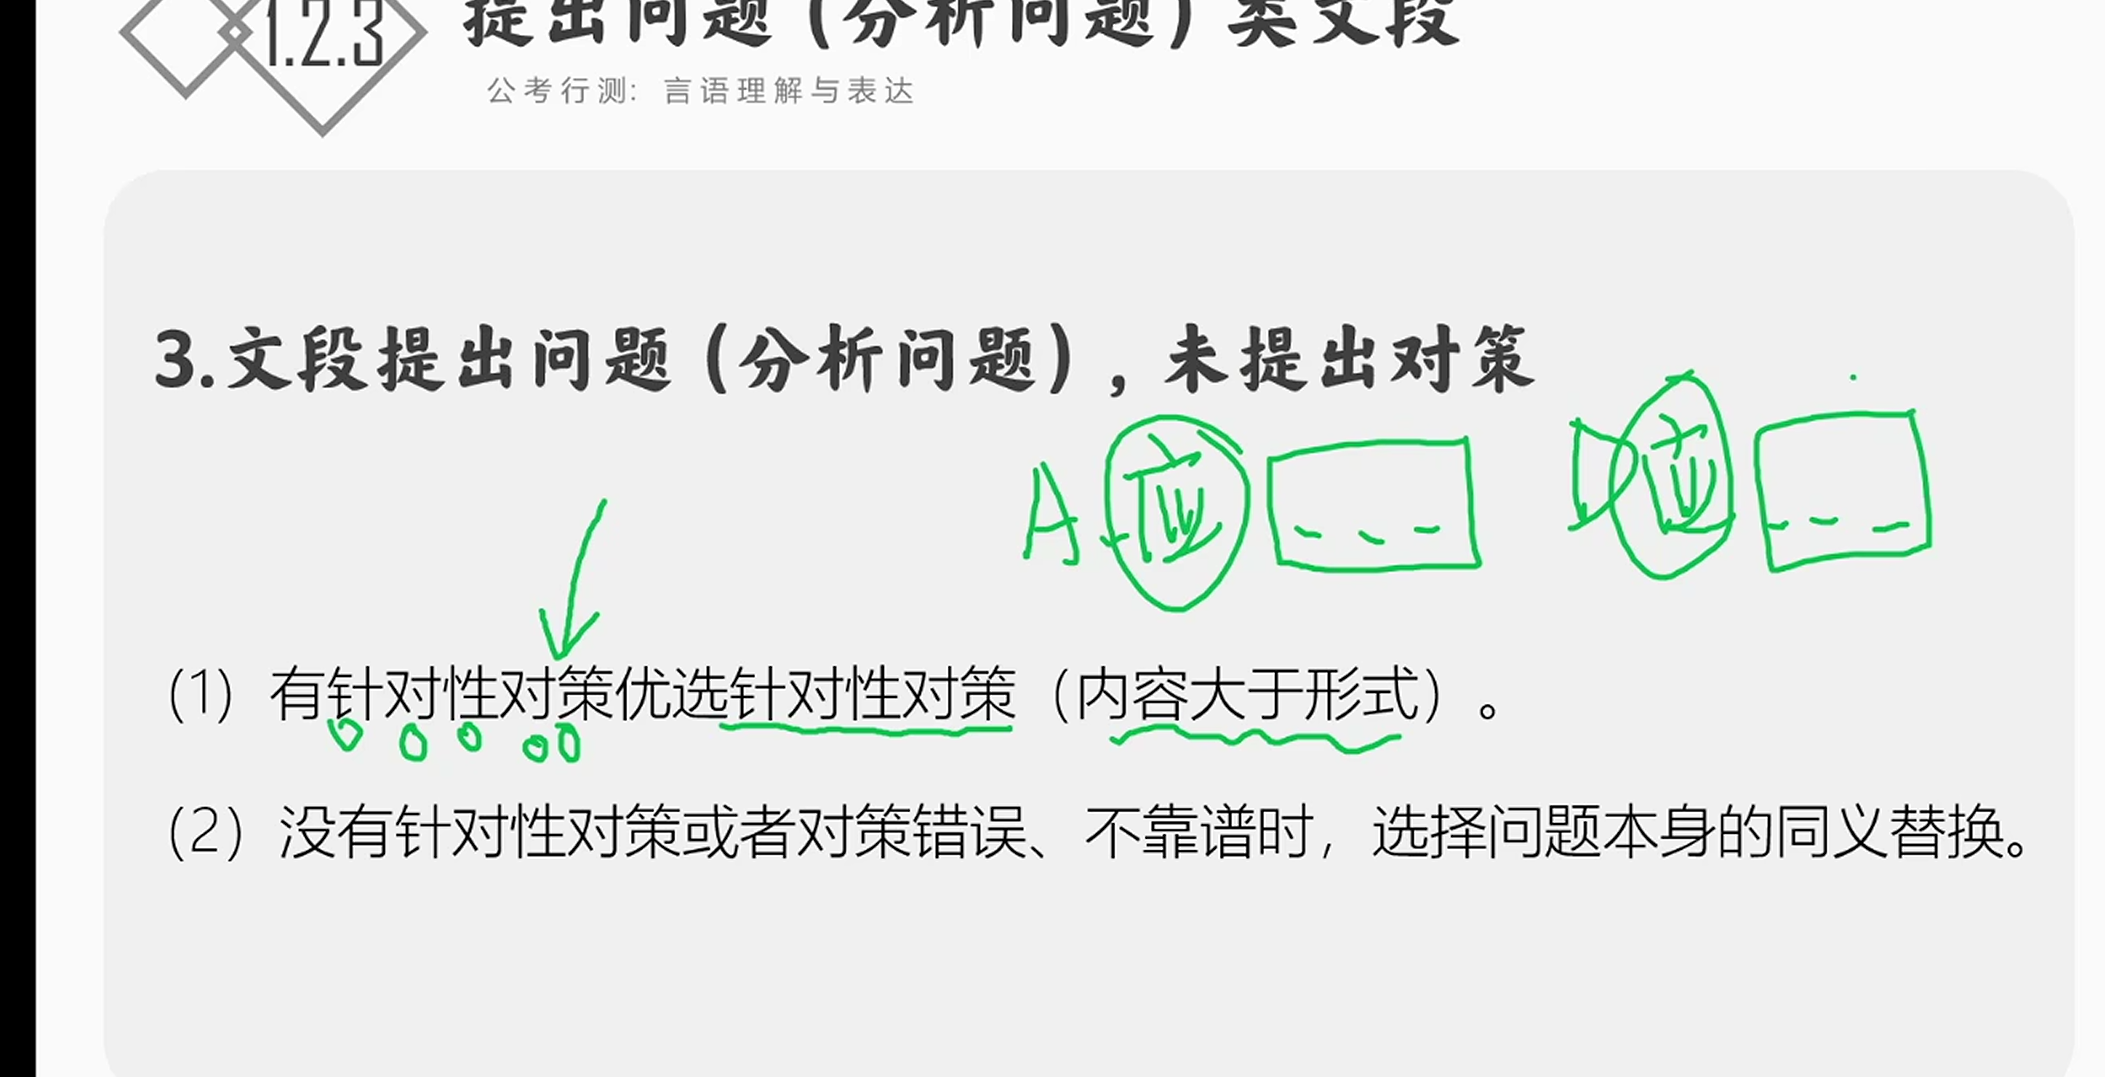 1.2.3
提出问题(分析问题)类文段
公考行测: 言语理解与表达
3.文段提出问题(分析问题),未提出对策
A 应 D 应
(1) 有针对性对策优选针对性对策(内容大于形式)。
(2) 没有针对性对策或者对策错误、不靠谱时,选择问题本身的同义替换。